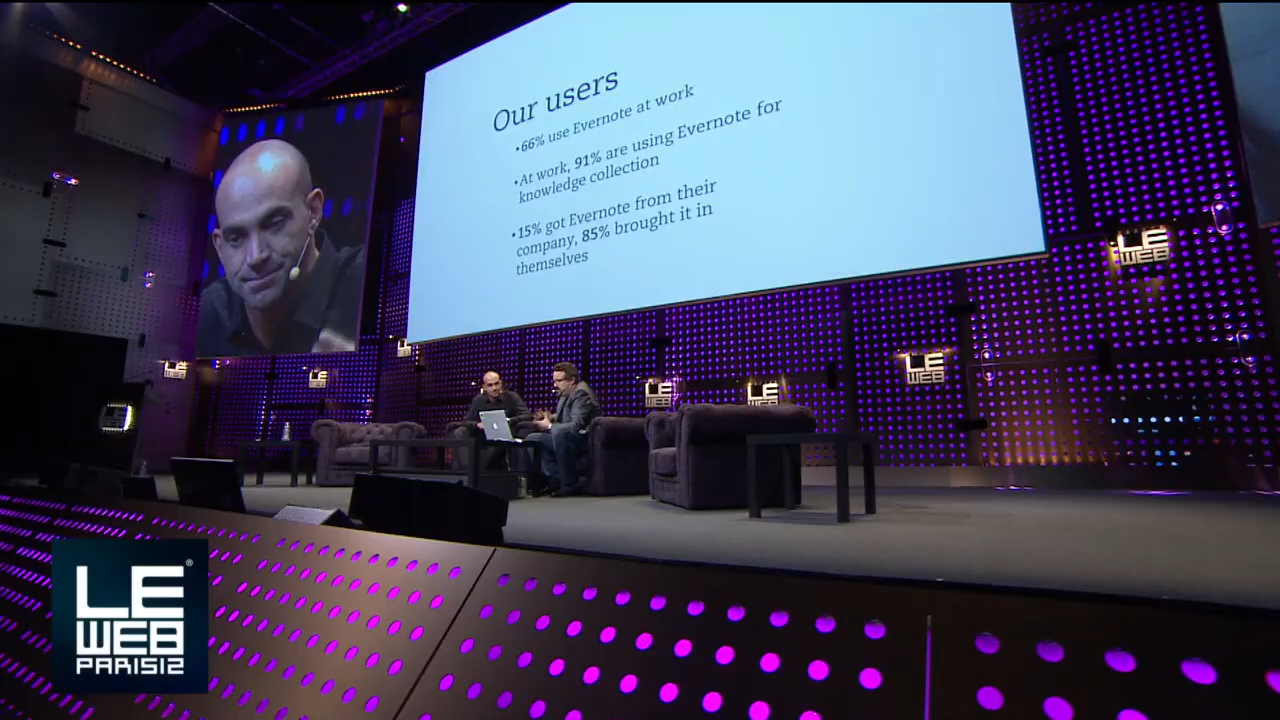 Our users
•66% use Evernote at work
•At work, 91% are using Evernote for
knowledge collection
•15% got Evernote from their
company, 85% brought it in
themselves
LE
WEB
LE
WEB
LE
WEB
LE
WEB
LE
WEB
LE
WEB
LE®
WEB
PARIS12